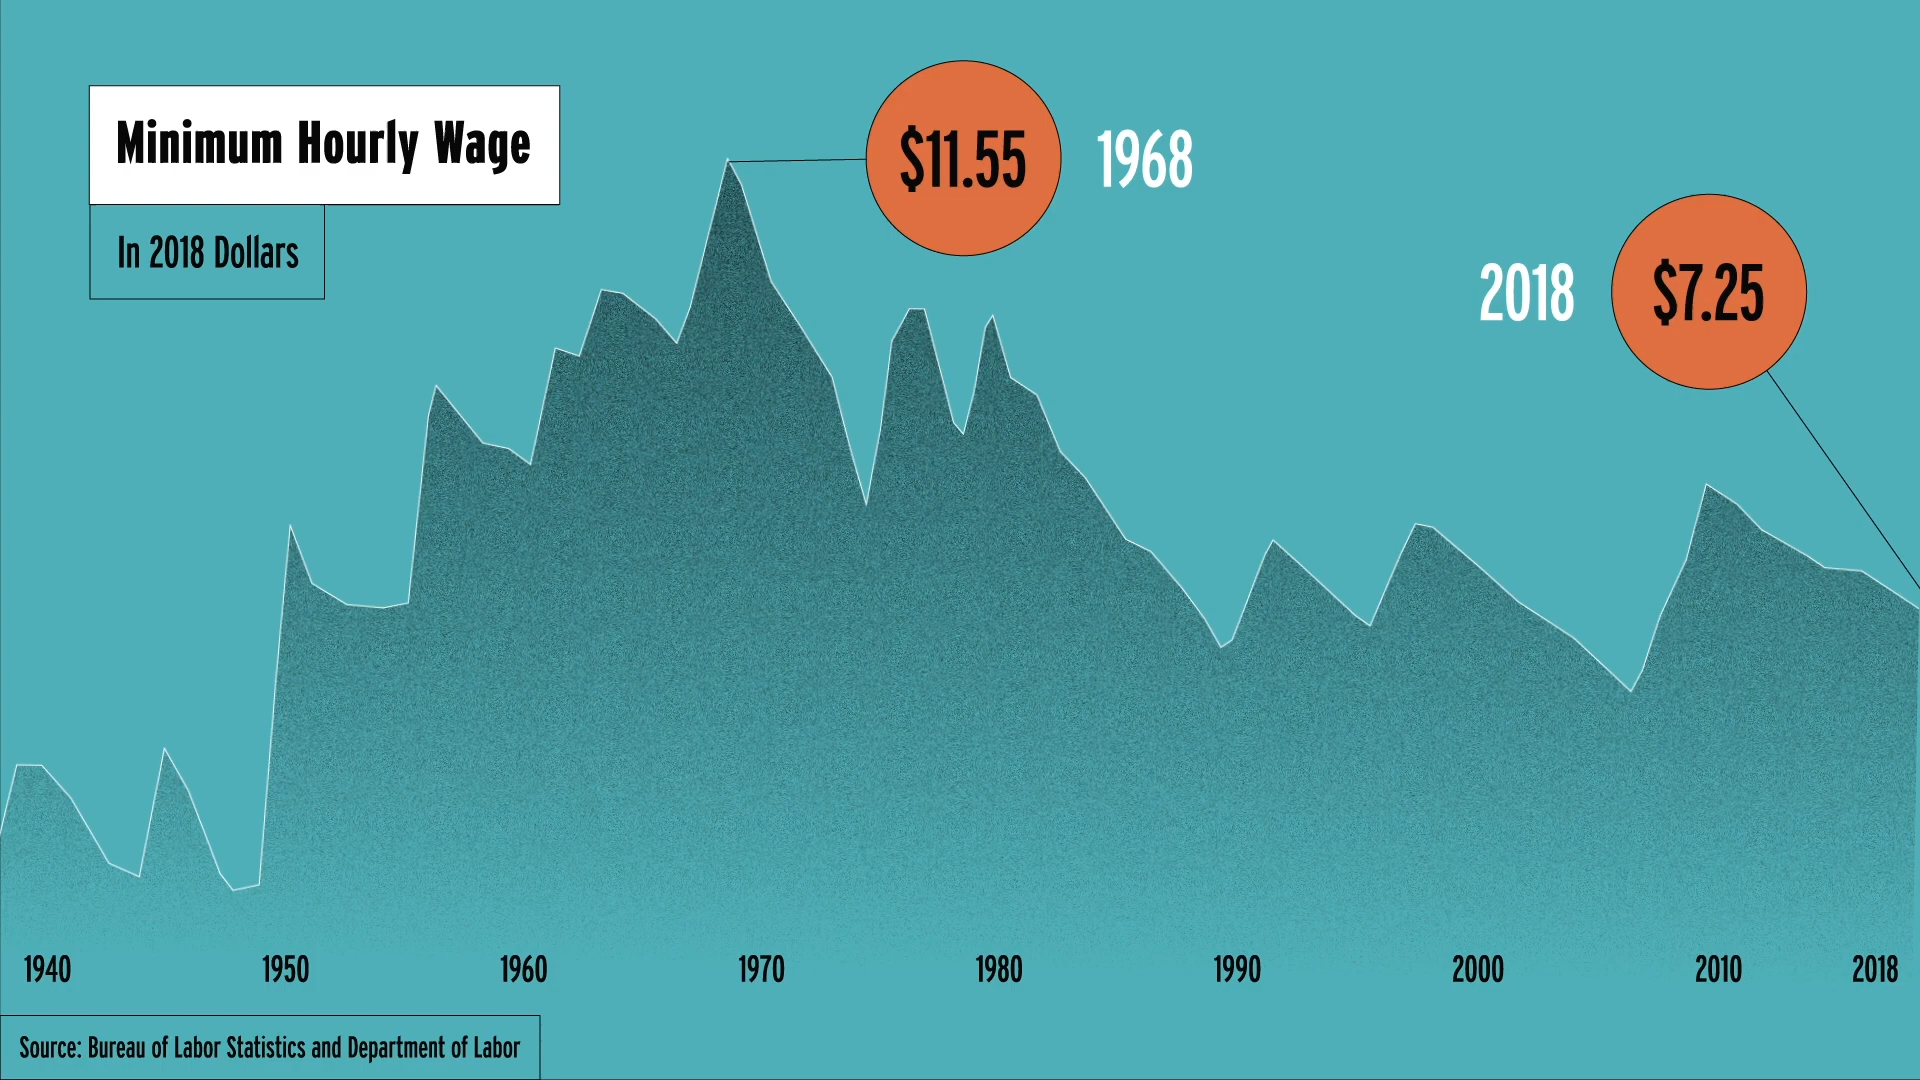 Minimum Hourly Wage
In 2018 Dollars
$11.55 1968
2018 $7.25
1940 1950 1960 1970 1980 1990 2000 2010 2018
Source: Bureau of Labor Statistics and Department of Labor